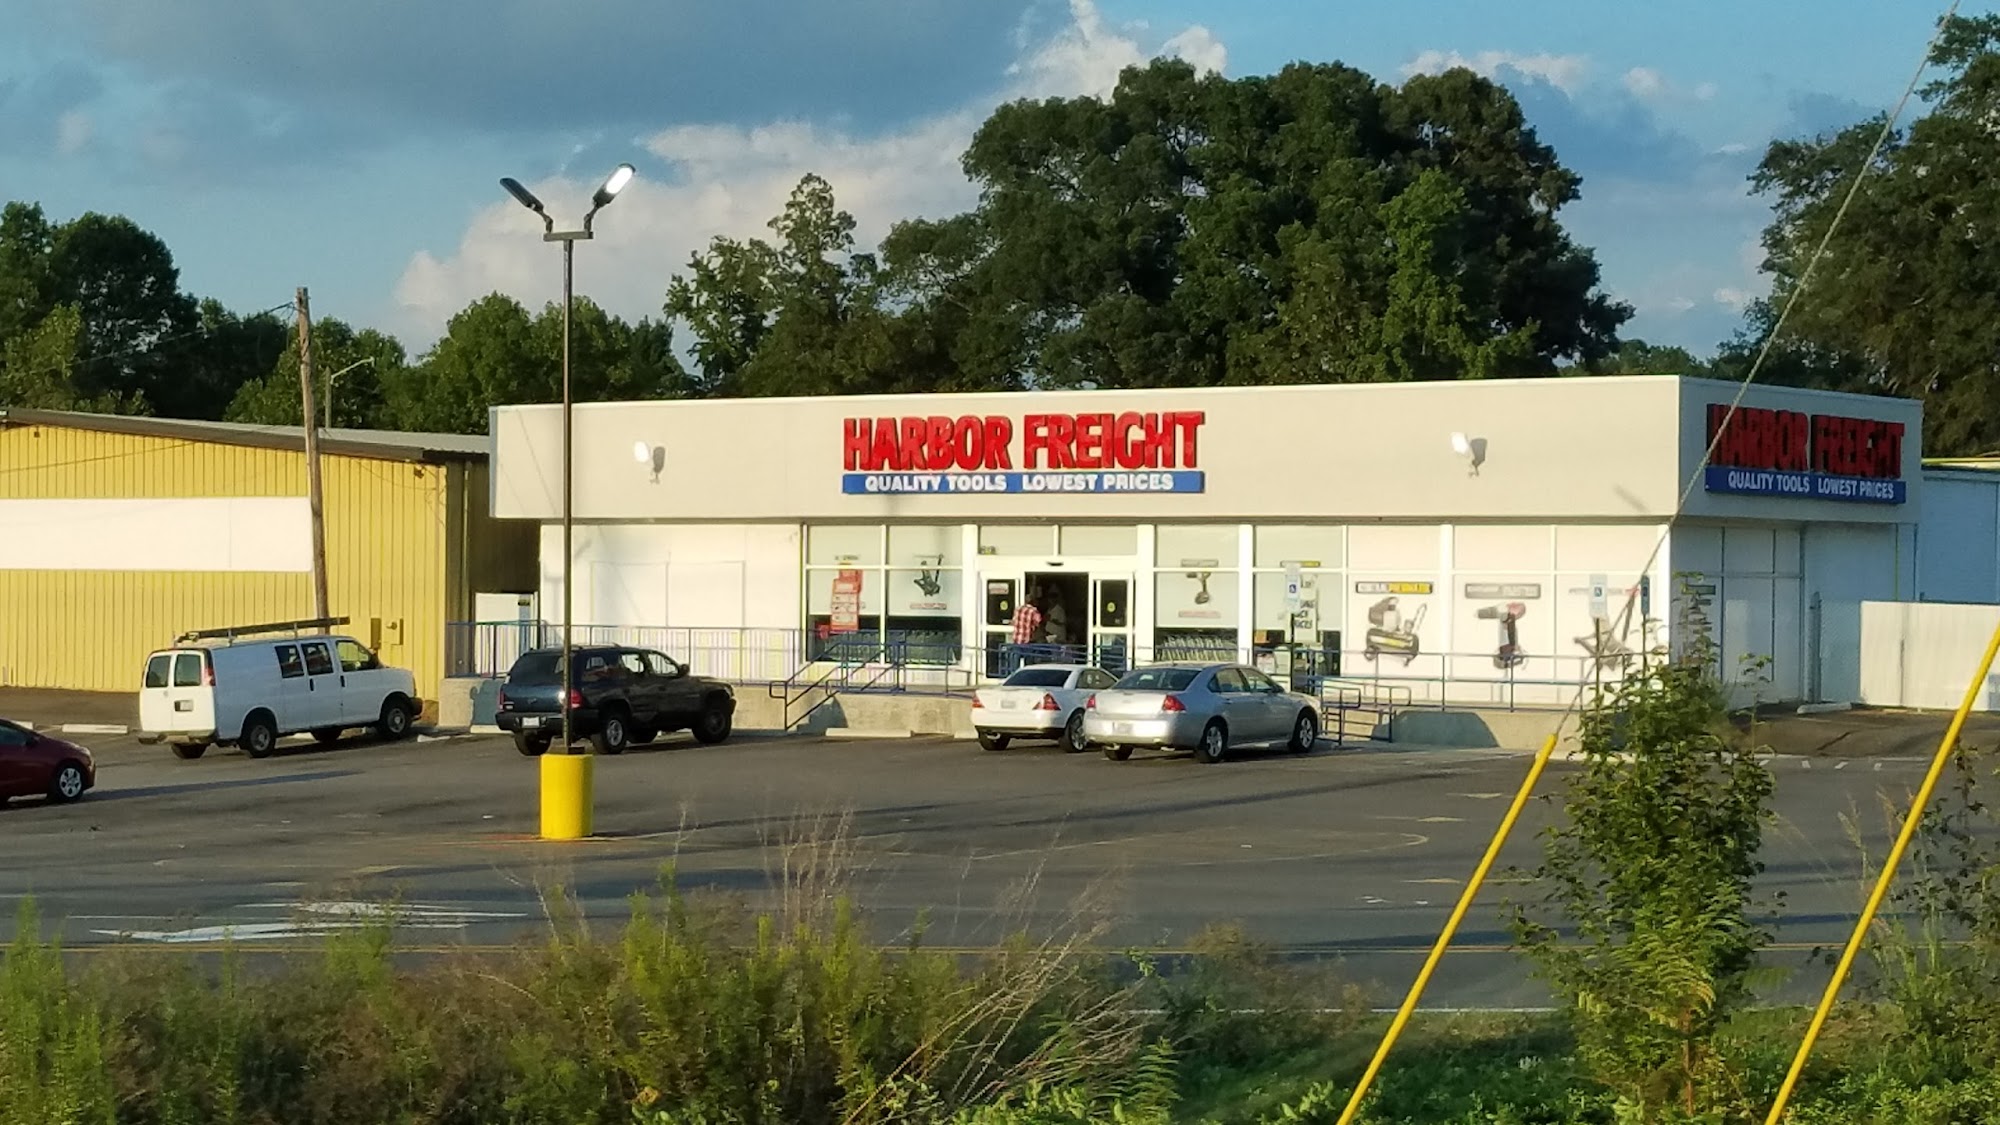 HARBOR FREIGHT
QUALITY TOOLS LOWEST PRICES
HARBOR FREIGHT
QUALITY TOOLS LOWEST PRICES